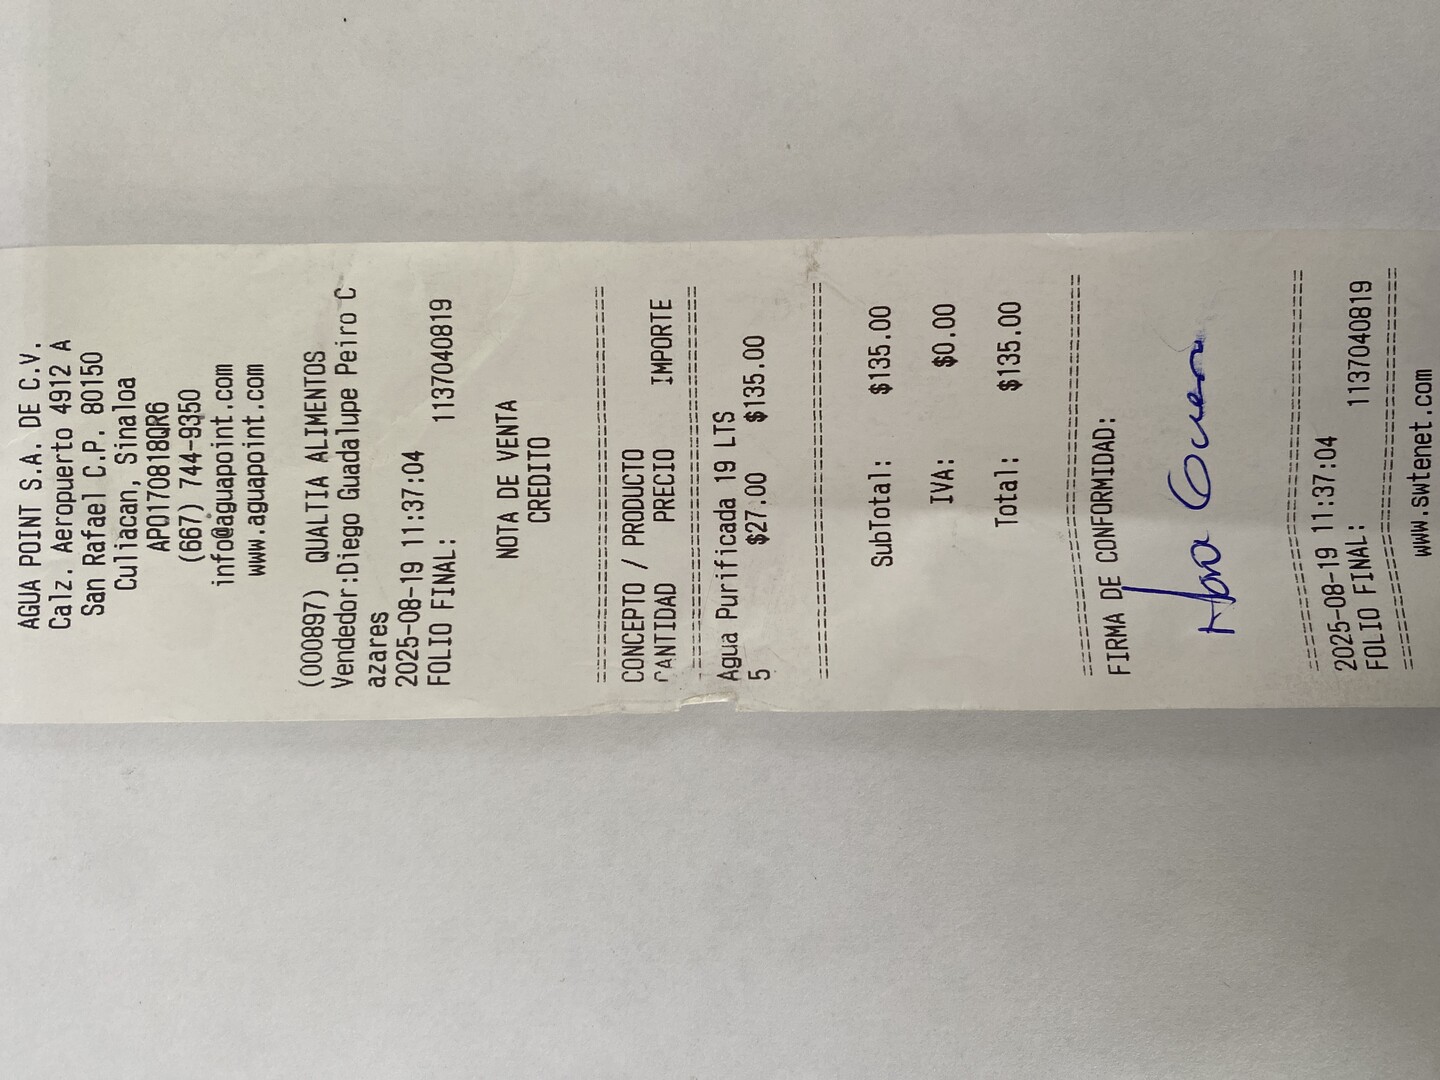 AGUA POINT S.A. DE C.V.
Calz. Aeropuerto 4912 A
San Rafael C.P. 80150
Culiacan, Sinaloa
APO170818QR6
(667) 744-9350
info@aguapoint.com
www.aguapoint.com
(000897) QUALTIA ALIMENTOS
Vendedor:Diego Guadalupe Peiro C
azares
2025-08-19 11:37:04
FOLIO FINAL: 1137040819
NOTA DE VENTA
CREDITO
================================
CONCEPTO / PRODUCTO
CANTIDAD PRECIO IMPORTE
================================
Agua Purificada 19 LTS
5 $27.00 $135.00
================================
SubTotal: $135.00
IVA: $0.00
Total: $135.00
================================
FIRMA DE CONFORMIDAD:
================================
2025-08-19 11:37:04
FOLIO FINAL: 1137040819
================================
www.swtenet.com